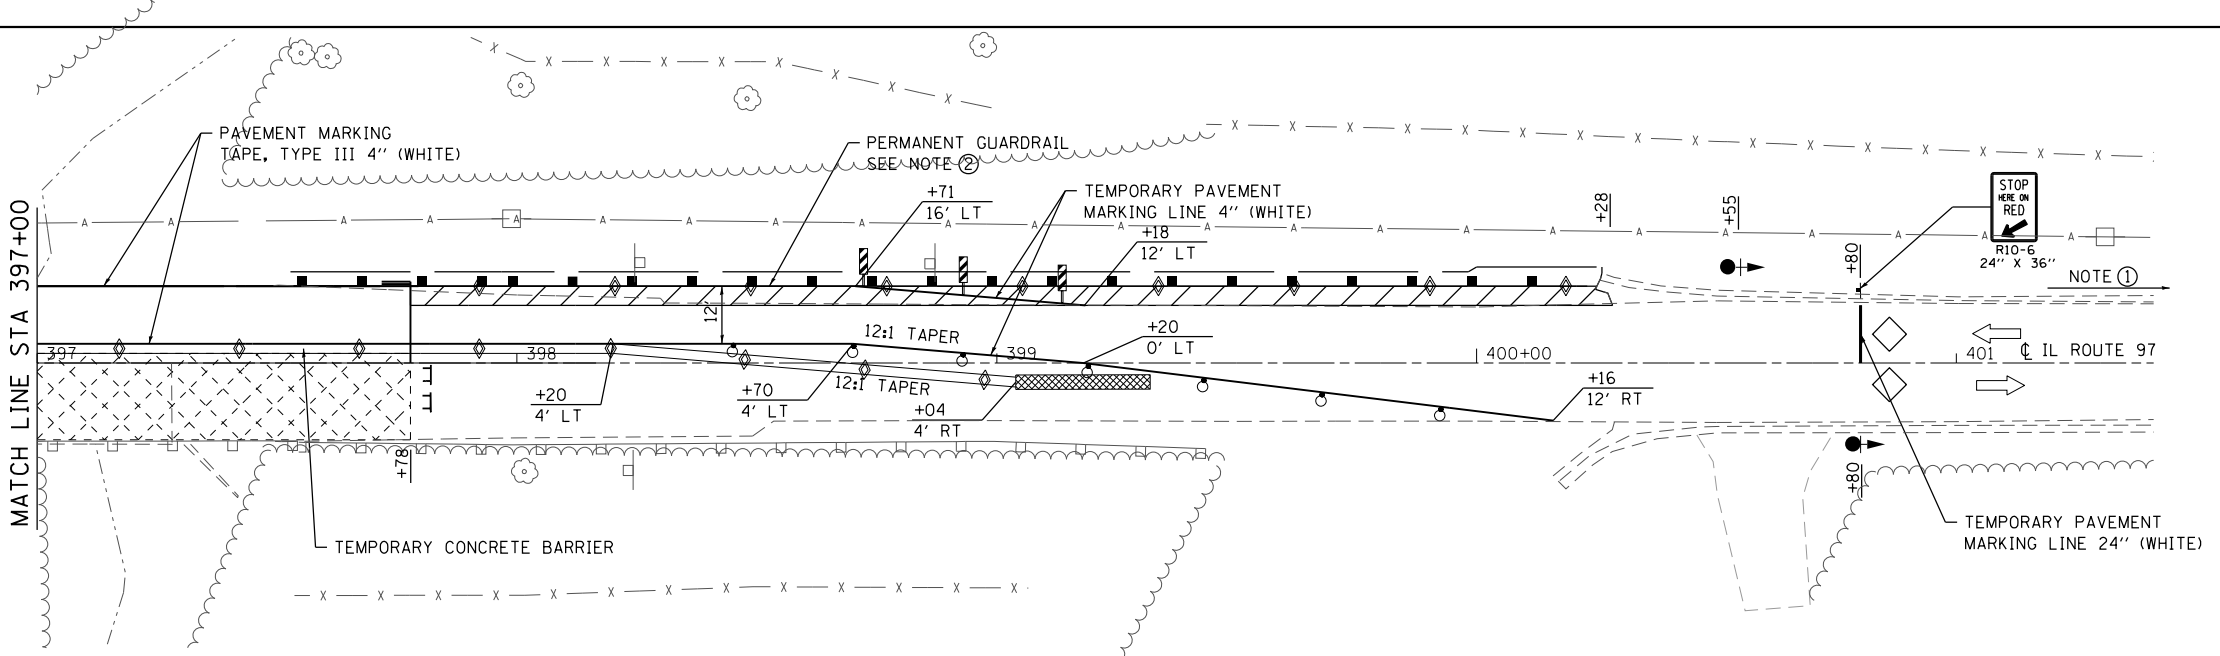 PAVEMENT MARKING
TAPE, TYPE III 4'' (WHITE)
PERMANENT GUARDRAIL
SEE NOTE 2
+71
16' LT
TEMPORARY PAVEMENT
MARKING LINE 4'' (WHITE)
+18
12' LT
+28
+55
+80
STOP
HERE ON
RED
R10-6
24'' X 36''
NOTE 1
MATCH LINE STA 397+00
12'
12:1 TAPER
+20
0' LT
397
398
399
400+00
401
℄ IL ROUTE 97
12:1 TAPER
+20
4' LT
+70
4' LT
+04
4' RT
+16
12' RT
+78
+80
TEMPORARY CONCRETE BARRIER
TEMPORARY PAVEMENT
MARKING LINE 24'' (WHITE)